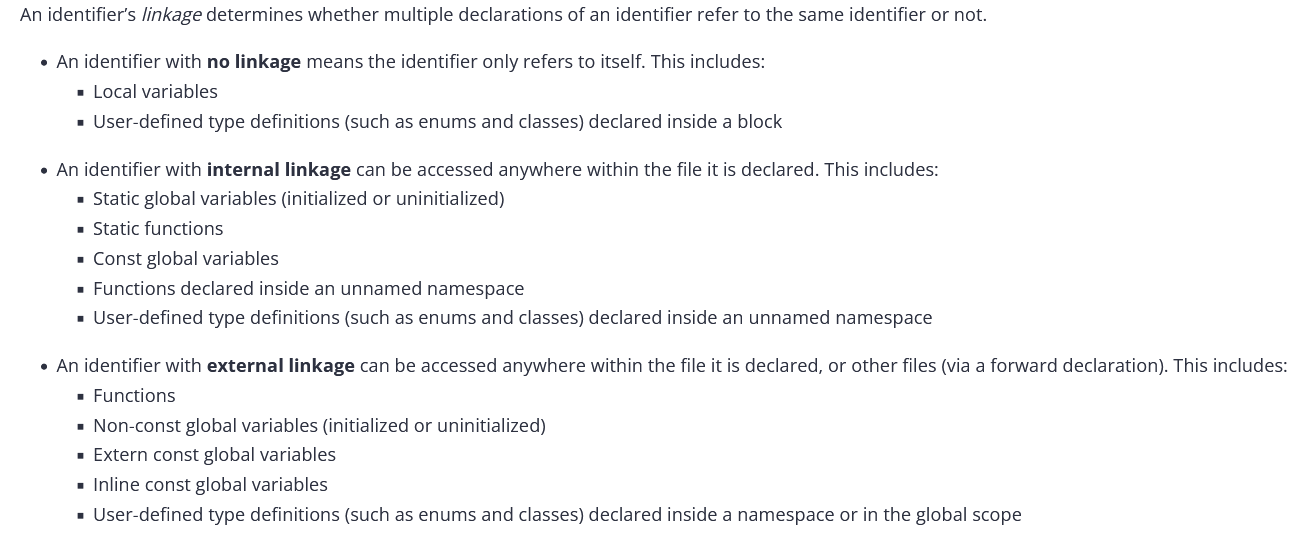 An identifier’s linkage determines whether multiple declarations of an identifier refer to the same identifier or not.
• An identifier with no linkage means the identifier only refers to itself. This includes:
▪ Local variables
▪ User-defined type definitions (such as enums and classes) declared inside a block
• An identifier with internal linkage can be accessed anywhere within the file it is declared. This includes:
▪ Static global variables (initialized or uninitialized)
▪ Static functions
▪ Const global variables
▪ Functions declared inside an unnamed namespace
▪ User-defined type definitions (such as enums and classes) declared inside an unnamed namespace
• An identifier with external linkage can be accessed anywhere within the file it is declared, or other files (via a forward declaration). This includes:
▪ Functions
▪ Non-const global variables (initialized or uninitialized)
▪ Extern const global variables
▪ Inline const global variables
▪ User-defined type definitions (such as enums and classes) declared inside a namespace or in the global scope